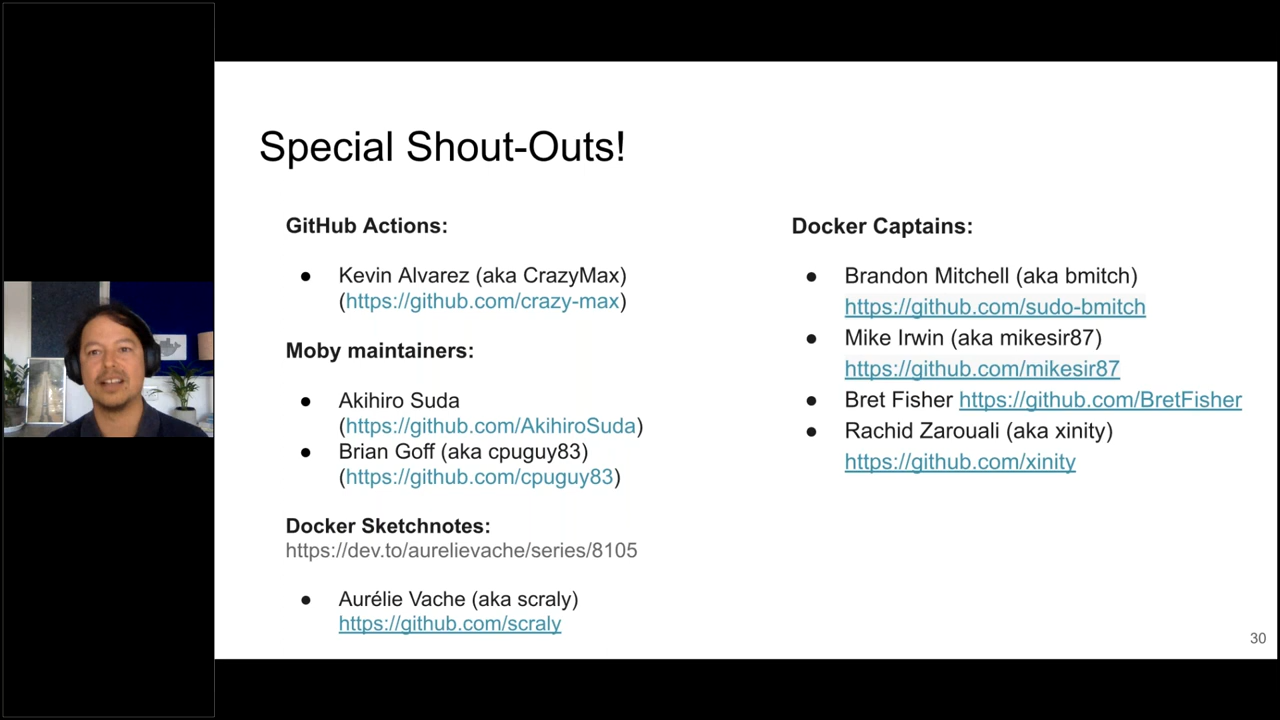 Special Shout-Outs!
GitHub Actions:
● Kevin Alvarez (aka CrazyMax)
(https://github.com/crazy-max)
Moby maintainers:
● Akihiro Suda
(https://github.com/AkihiroSuda)
● Brian Goff (aka cpuguy83)
(https://github.com/cpuguy83)
Docker Sketchnotes:
https://dev.to/aurelievache/series/8105
● Aurélie Vache (aka scraly)
https://github.com/scraly
Docker Captains:
● Brandon Mitchell (aka bmitch)
https://github.com/sudo-bmitch
● Mike Irwin (aka mikesir87)
https://github.com/mikesir87
● Bret Fisher https://github.com/BretFisher
● Rachid Zarouali (aka xinity)
https://github.com/xinity
30